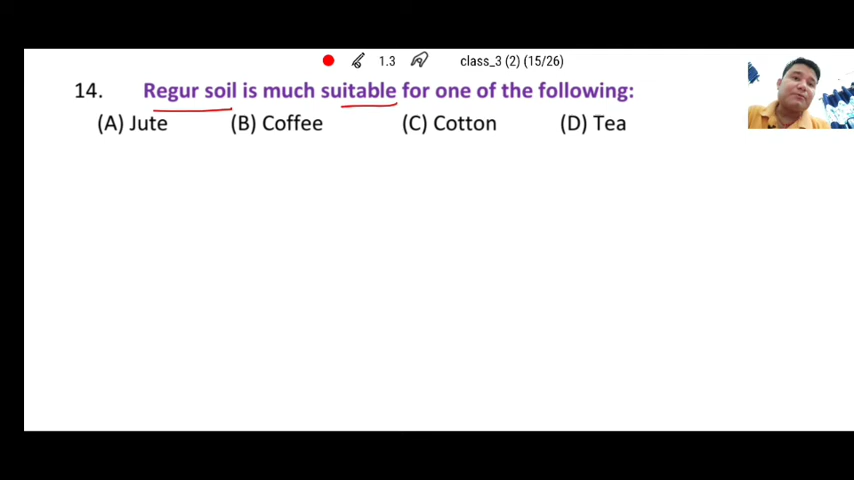 1.3 class_3 (2) (15/26)
14. Regur soil is much suitable for one of the following:
(A) Jute (B) Coffee (C) Cotton (D) Tea